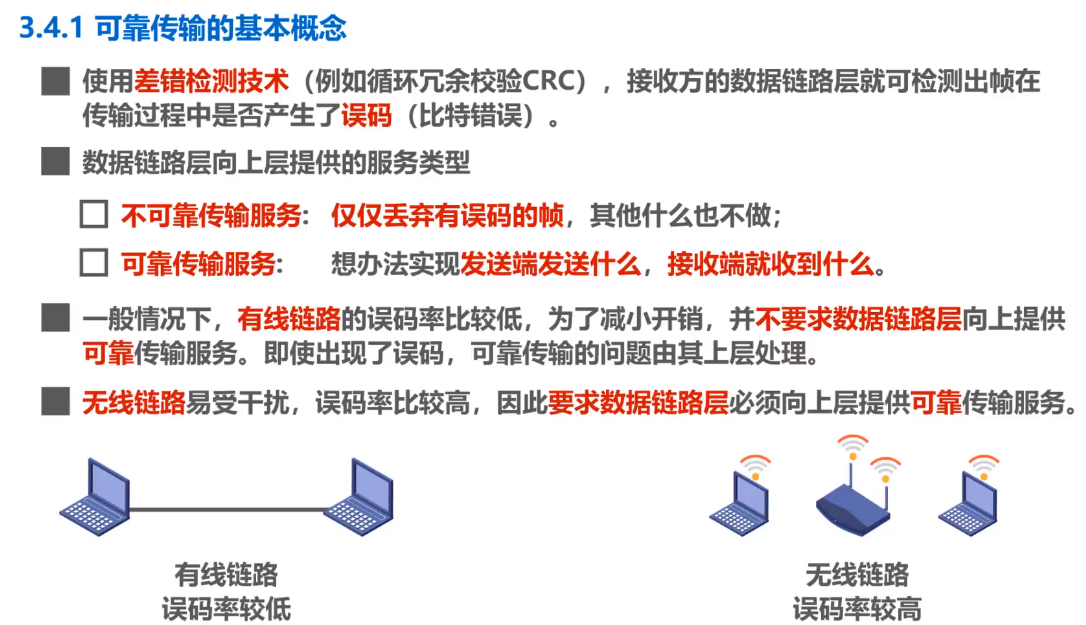 3.4.1 可靠传输的基本概念
使用差错检测技术（例如循环冗余校验CRC），接收方的数据链路层就可检测出帧在
传输过程中是否产生了误码（比特错误）。
数据链路层向上层提供的服务类型
不可靠传输服务： 仅仅丢弃有误码的帧，其他什么也不做；
可靠传输服务： 想办法实现发送端发送什么，接收端就收到什么。
一般情况下，有线链路的误码率比较低，为了减小开销，并不要求数据链路层向上提供
可靠传输服务。即使出现了误码，可靠传输的问题由其上层处理。
无线链路易受干扰，误码率比较高，因此要求数据链路层必须向上层提供可靠传输服务。
有线链路
误码率较低
无线链路
误码率较高